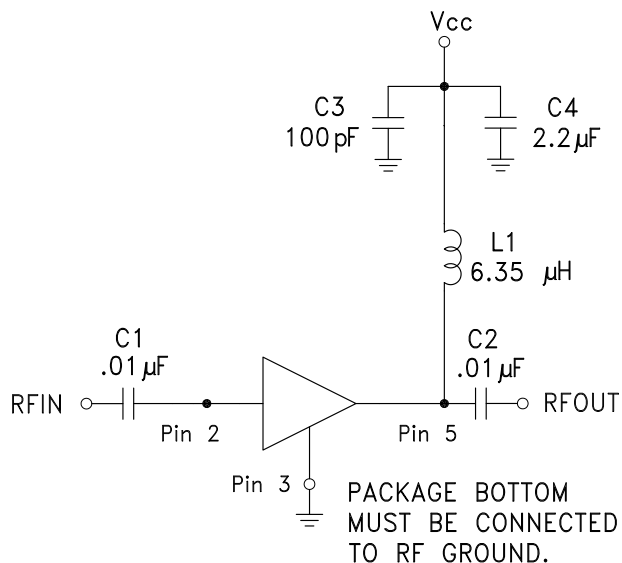 Vcc
C3
100pF
C4
2.2µF
L1
6.35 µH
C1
.01µF
C2
.01µF
RFIN
RFOUT
Pin 2
Pin 5
Pin 3
PACKAGE BOTTOM
MUST BE CONNECTED
TO RF GROUND.